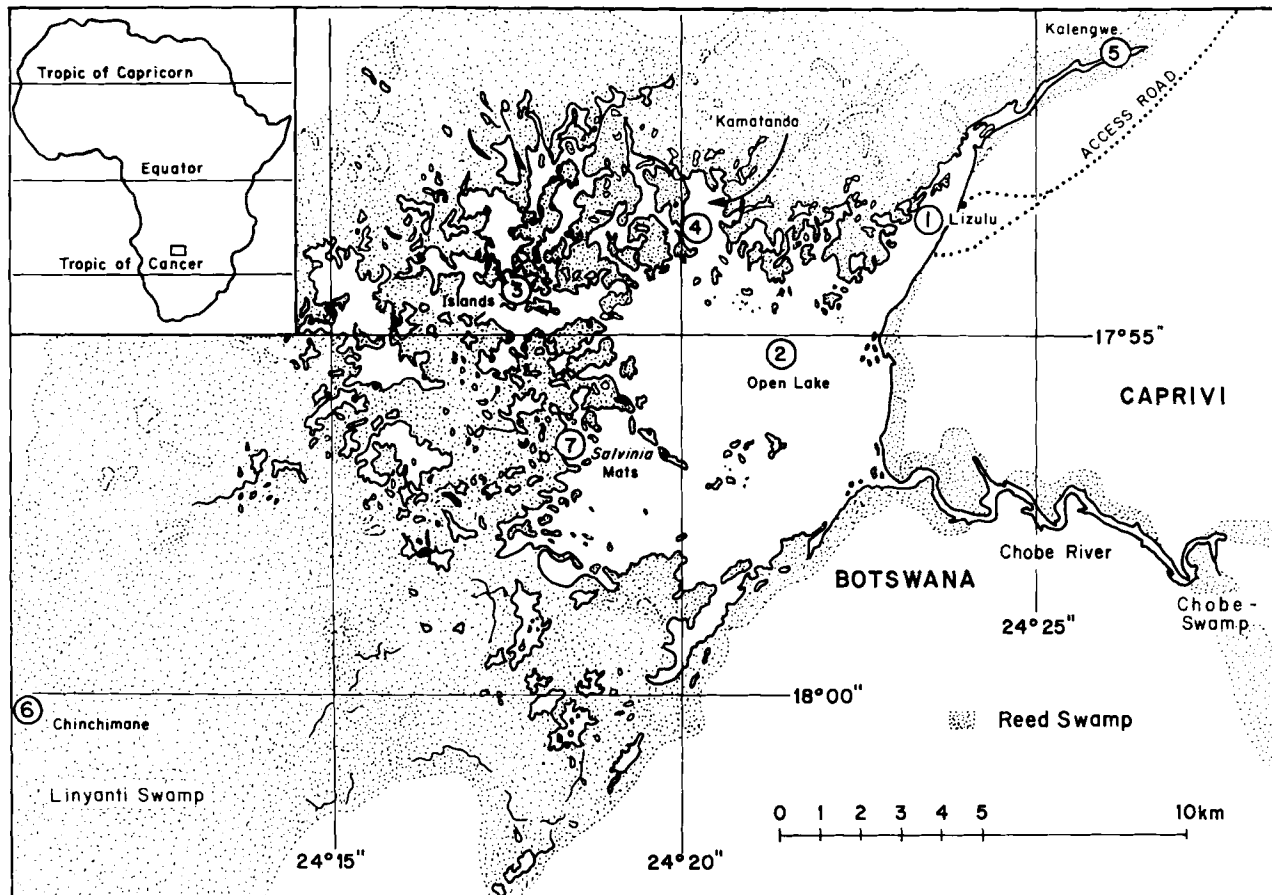 Tropic of Capricorn
Equator
Tropic of Cancer
Kalengwe.
5
ACCESS ROAD
Kamatanda
1
Lizulu
4
3
Islands
17°55"
2
Open Lake
CAPRIVI
7
Salvinia
Mats
Chobe River
BOTSWANA
Chobe-
Swamp
24°25"
6
Chinchimane
18°00"
Reed Swamp
Linyanti Swamp
0 1 2 3 4 5 10km
24°15"
24°20"